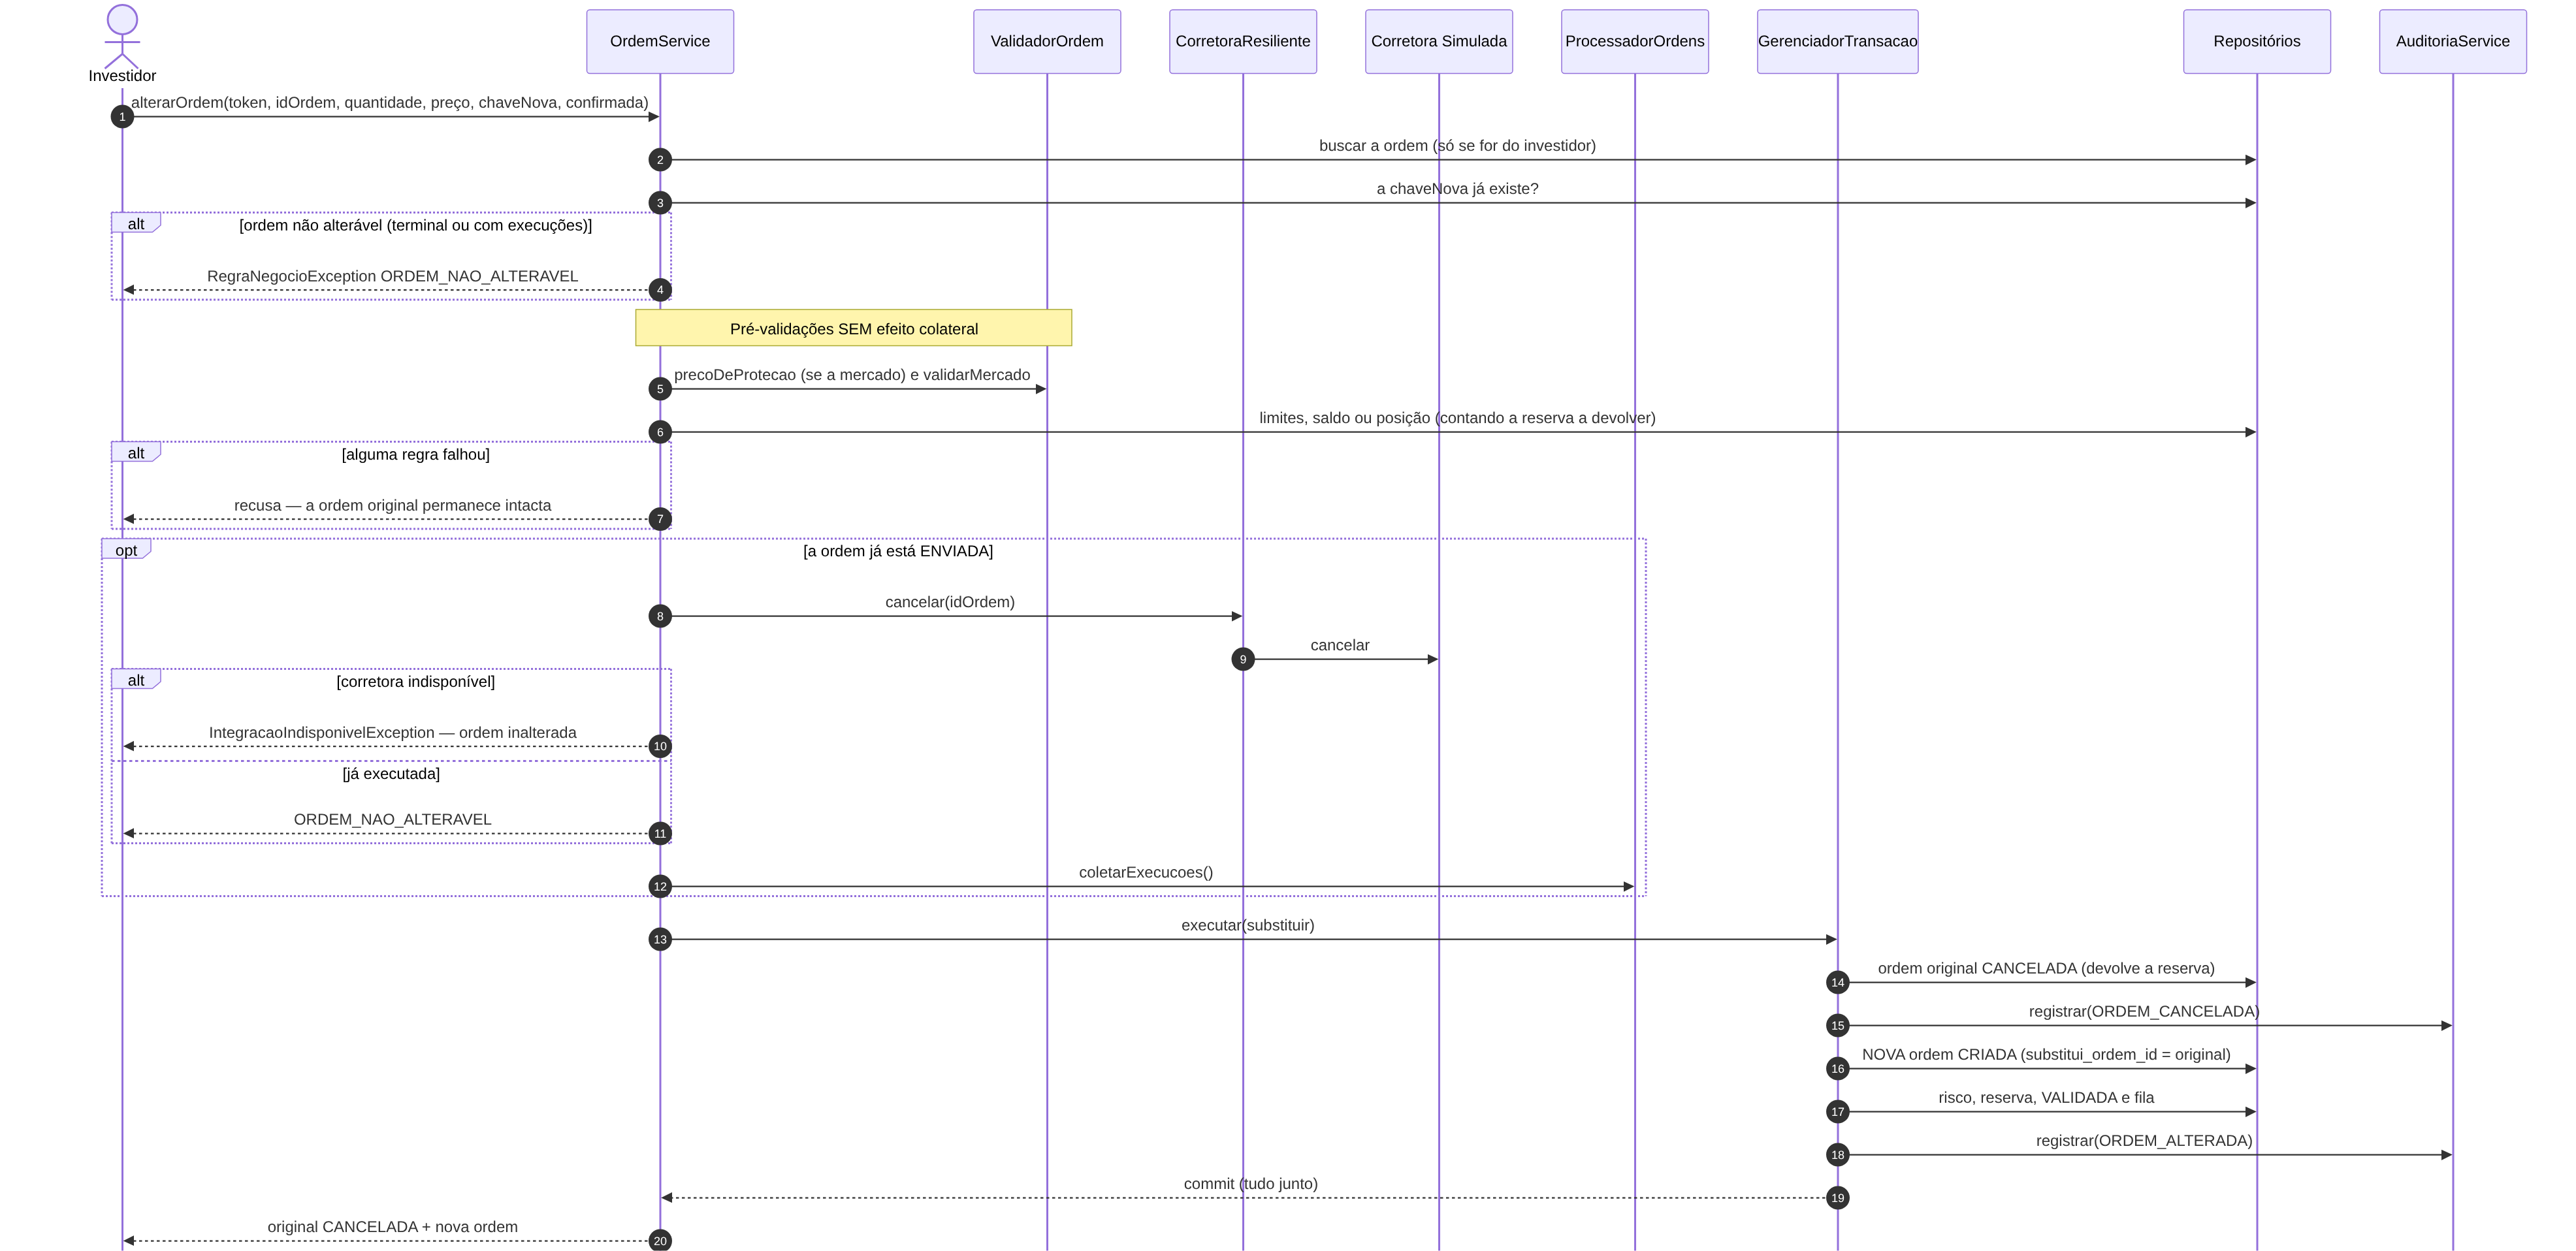 Investidor
OrdemService
ValidadorOrdem
CorretoraResiliente
Corretora Simulada
ProcessadorOrdens
GerenciadorTransacao
Repositórios
AuditoriaService
1 alterarOrdem(token, idOrdem, quantidade, preço, chaveNova, confirmada)
2 buscar a ordem (só se for do investidor)
3 a chaveNova já existe?
alt [ordem não alterável (terminal ou com execuções)]
RegraNegocioException ORDEM_NAO_ALTERAVEL 4
Pré-validações SEM efeito colateral
5 precoDeProtecao (se a mercado) e validarMercado
6 limites, saldo ou posição (contando a reserva a devolver)
alt [alguma regra falhou]
recusa — a ordem original permanece intacta 7
opt [a ordem já está ENVIADA]
8 cancelar(idOrdem)
9 cancelar
alt [corretora indisponível]
IntegracaoIndisponivelException — ordem inalterada 10
[já executada]
ORDEM_NAO_ALTERAVEL 11
12 coletarExecucoes()
13 executar(substituir)
14 ordem original CANCELADA (devolve a reserva)
15 registrar(ORDEM_CANCELADA)
16 NOVA ordem CRIADA (substitui_ordem_id = original)
17 risco, reserva, VALIDADA e fila
18 registrar(ORDEM_ALTERADA)
commit (tudo junto) 19
original CANCELADA + nova ordem 20